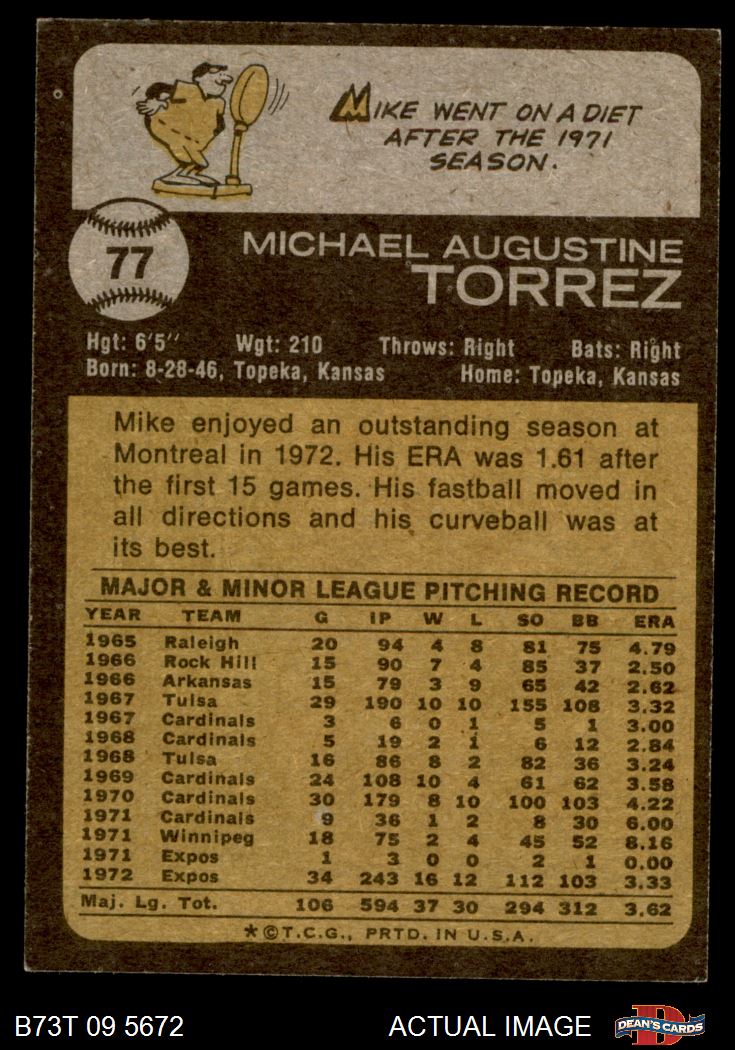 MIKE WENT ON A DIET
AFTER THE 1971
SEASON.
77
MICHAEL AUGUSTINE
TORREZ
Hgt: 6'5" Wgt: 210 Throws: Right Bats: Right
Born: 8-28-46, Topeka, Kansas Home: Topeka, Kansas
Mike enjoyed an outstanding season at
Montreal in 1972. His ERA was 1.61 after
the first 15 games. His fastball moved in
all directions and his curveball was at
its best.
MAJOR & MINOR LEAGUE PITCHING RECORD
YEAR TEAM G IP W L SO BB ERA
1965 Raleigh 20 94 4 8 81 75 4.79
1966 Rock Hill 15 90 7 4 85 37 2.50
1966 Arkansas 15 79 3 9 65 42 2.62
1967 Tulsa 29 190 10 10 155 108 3.32
1967 Cardinals 3 6 0 1 5 1 3.00
1968 Cardinals 5 19 2 1 6 12 2.84
1968 Tulsa 16 86 8 2 82 36 3.24
1969 Cardinals 24 108 10 4 61 62 3.58
1970 Cardinals 30 179 8 10 100 103 4.22
1971 Cardinals 9 36 1 2 8 30 6.00
1971 Winnipeg 18 75 2 4 45 52 8.16
1971 Expos 1 3 0 0 2 1 0.00
1972 Expos 34 243 16 12 112 103 3.33
Maj. Lg. Tot. 106 594 37 30 294 312 3.62
*©T.C.G., PRTD. IN U.S.A.
B73T 09 5672 ACTUAL IMAGE D DEAN'S CARDS